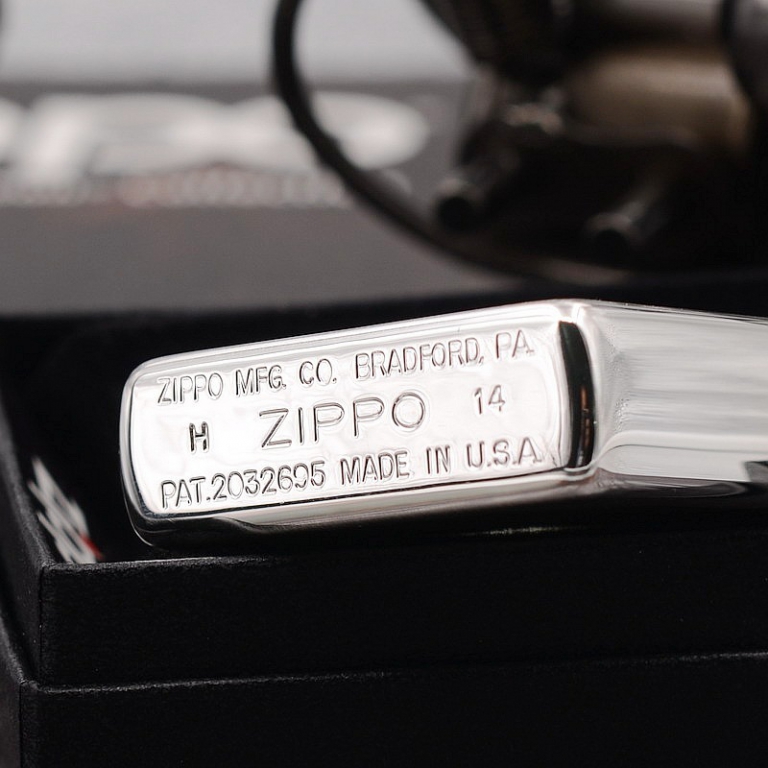 ZIPPO MFG. CO. BRADFORD, PA.
H ZIPPO 14
PAT.2032695 MADE IN U.S.A.